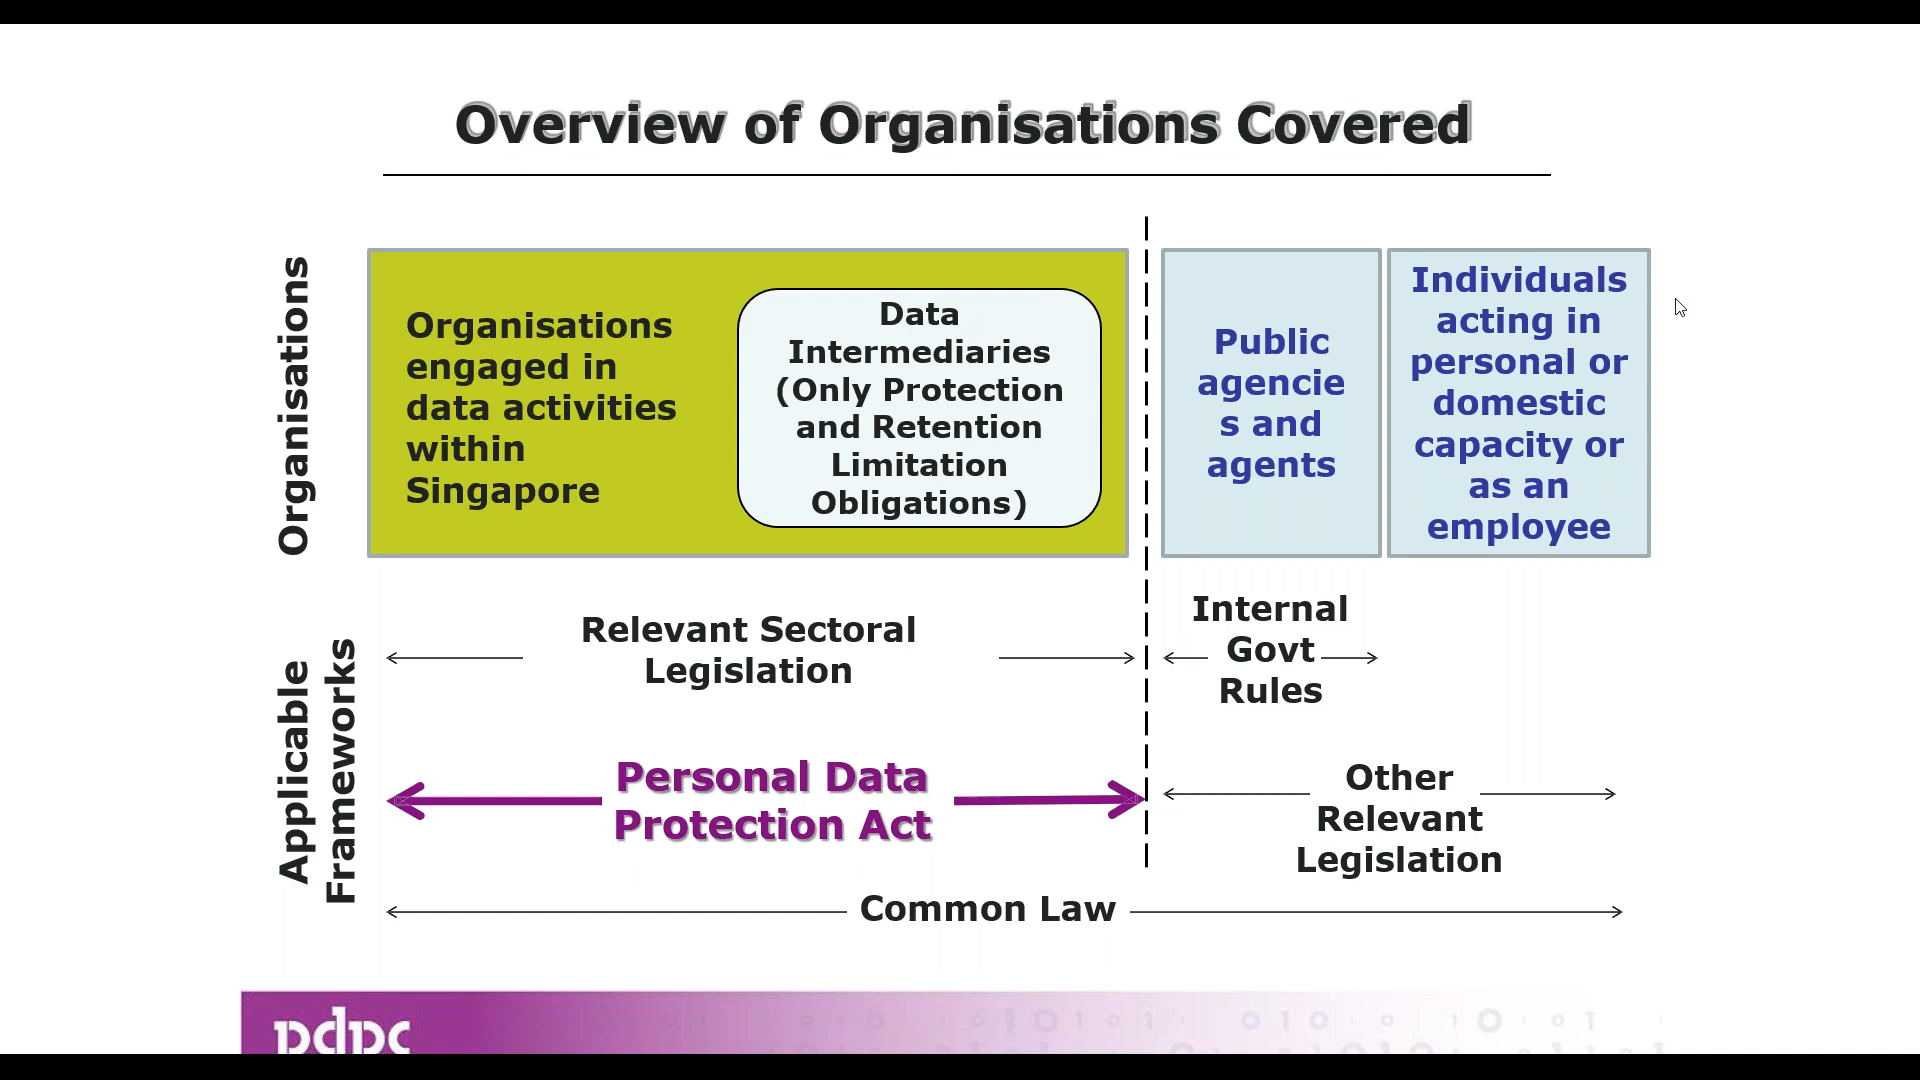 Overview of Organisations Covered
Organisations
Organisations
engaged in
data activities
within
Singapore
Data
Intermediaries
(Only Protection
and Retention
Limitation
Obligations)
Public
agencie
s and
agents
Individuals
acting in
personal or
domestic
capacity or
as an
employee
Applicable
Frameworks
Relevant Sectoral
Legislation
Internal
Govt
Rules
Personal Data
Protection Act
Other
Relevant
Legislation
Common Law
pdpc